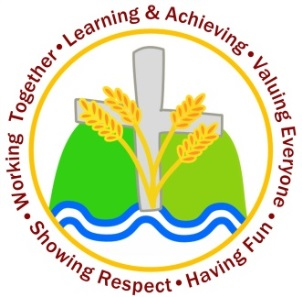 • Working Together • Learning & Achieving • Valuing Everyone
• Showing Respect • Having Fun •